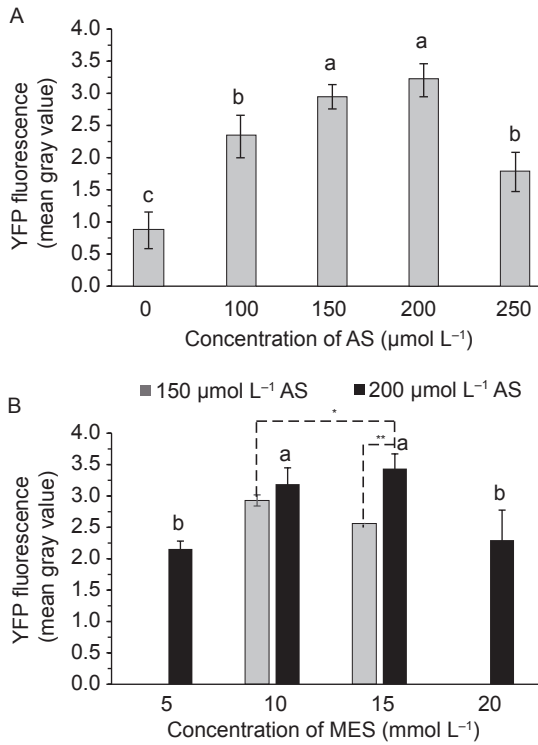 A
YFP fluorescence
(mean gray value)
4.0
3.5
3.0
2.5
2.0
1.5
1.0
0.5
0.0
c
b
a
a
b
0 100 150 200 250
Concentration of AS (µmol L⁻¹)
150 µmol L⁻¹ AS 200 µmol L⁻¹ AS
B
YFP fluorescence
(mean gray value)
4.0
3.5
3.0
2.5
2.0
1.5
1.0
0.5
0.0
*
**
b
a
a
b
5 10 15 20
Concentration of MES (mmol L⁻¹)